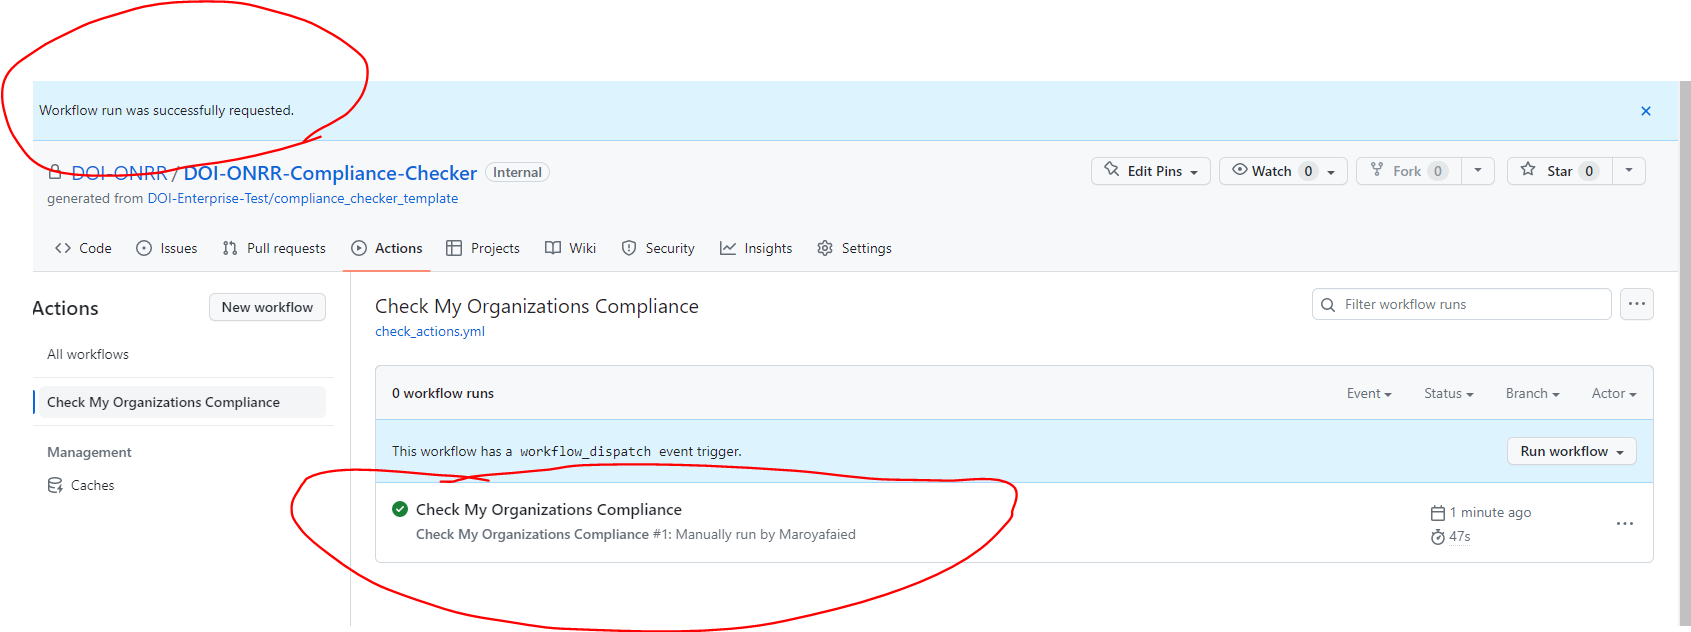 Workflow run was successfully requested.
DOI-ONRR / DOI-ONRR-Compliance-Checker Internal
Edit Pins Watch 0 Fork 0 Star 0
generated from DOI-Enterprise-Test/compliance_checker_template
Code Issues Pull requests Actions Projects Wiki Security Insights Settings
Actions New workflow
All workflows
Check My Organizations Compliance
Management
Caches
Check My Organizations Compliance
check_actions.yml
Filter workflow runs
0 workflow runs Event Status Branch Actor
This workflow has a workflow_dispatch event trigger. Run workflow
Check My Organizations Compliance 1 minute ago
Check My Organizations Compliance #1: Manually run by Maroyafaied 47s